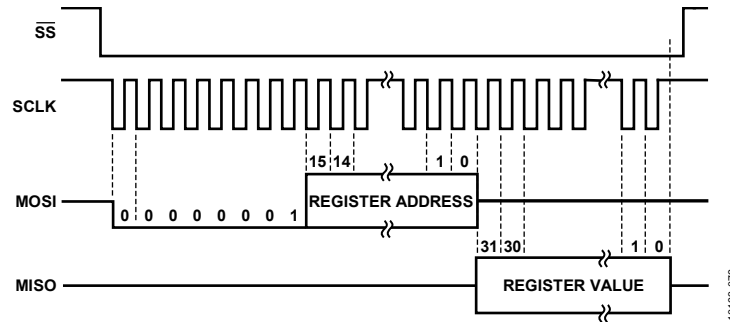 SS
SCLK
15 14 1 0
MOSI
0 0 0 0 0 0 0 1
REGISTER ADDRESS
31 30 1 0
MISO
REGISTER VALUE